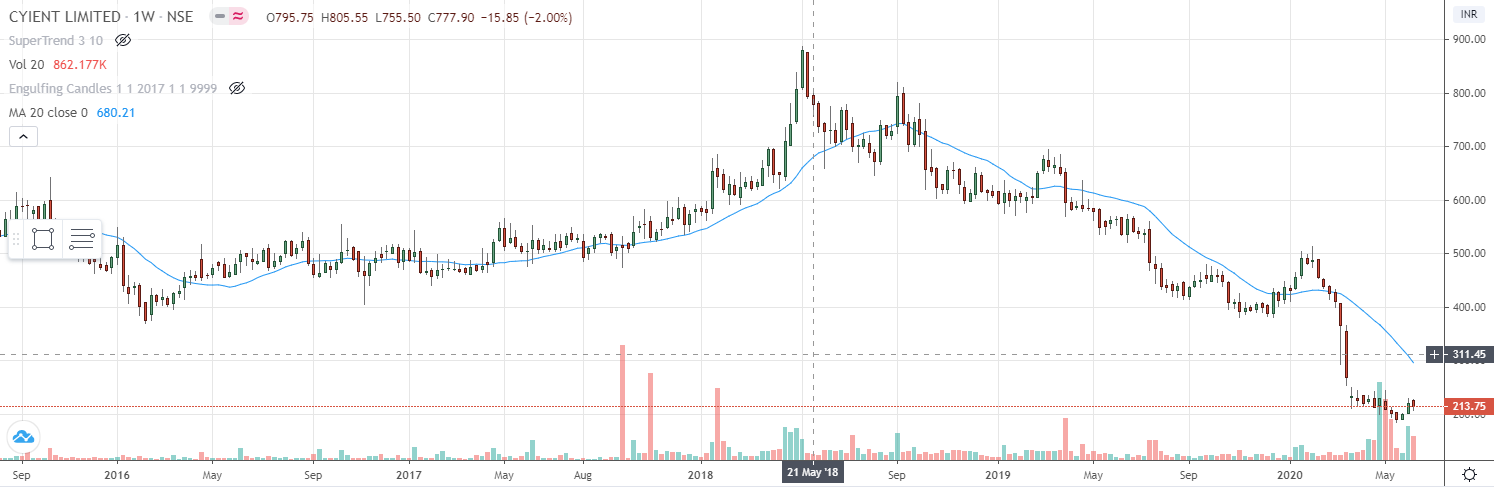 CYIENT LIMITED · 1W · NSE O795.75 H805.55 L755.50 C777.90 −15.85 (−2.00%)
INR
SuperTrend 3 10
Vol 20 862.177K
Engulfing Candles 1 1 2017 1 1 9999
MA 20 close 0 680.21
900.00
800.00
700.00
600.00
500.00
400.00
311.45
213.75
Sep 2016 May Sep 2017 May Aug 2018 21 May '18 Sep 2019 May Sep 2020 May